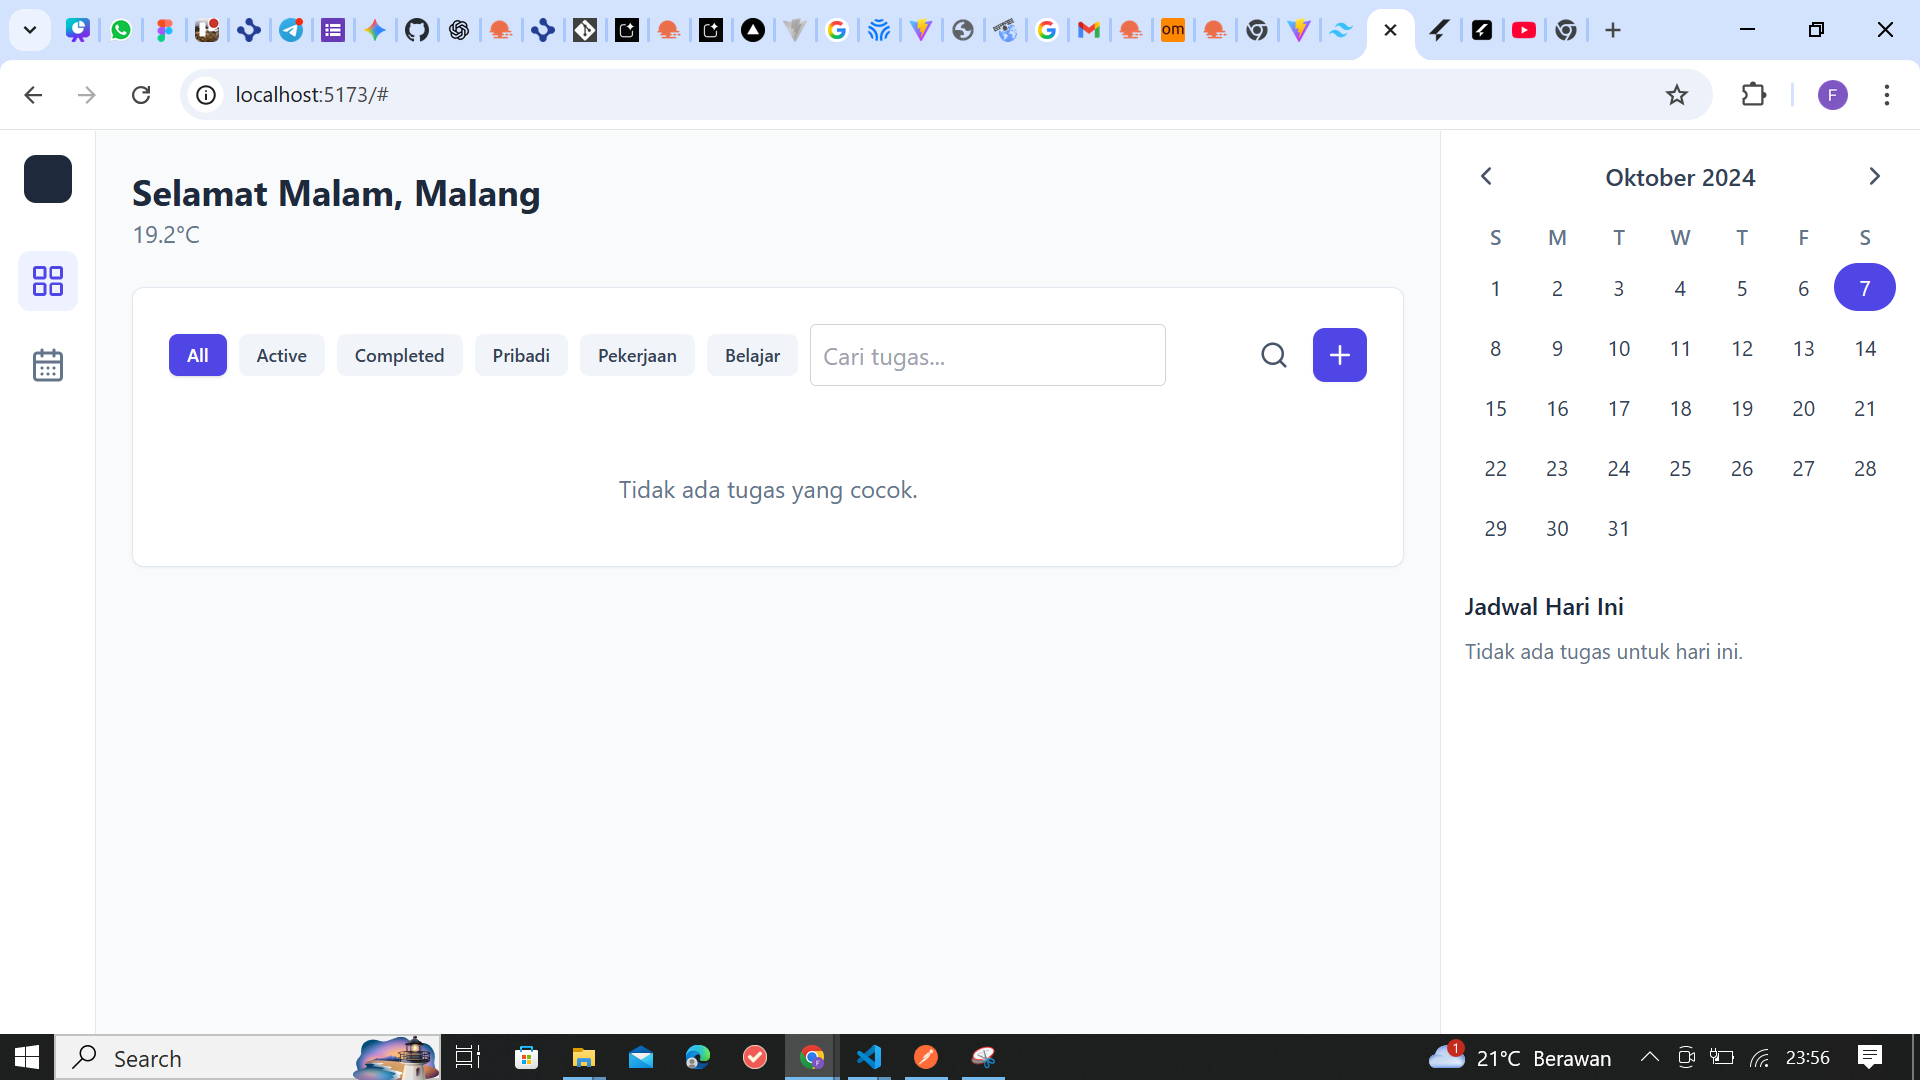 om
localhost:5173/#
F
Selamat Malam, Malang
19.2°C
All Active Completed Pribadi Pekerjaan Belajar Cari tugas...
Tidak ada tugas yang cocok.
Oktober 2024
S M T W T F S
1 2 3 4 5 6 7
8 9 10 11 12 13 14
15 16 17 18 19 20 21
22 23 24 25 26 27 28
29 30 31
Jadwal Hari Ini
Tidak ada tugas untuk hari ini.
Search
1
21°C Berawan
23:56